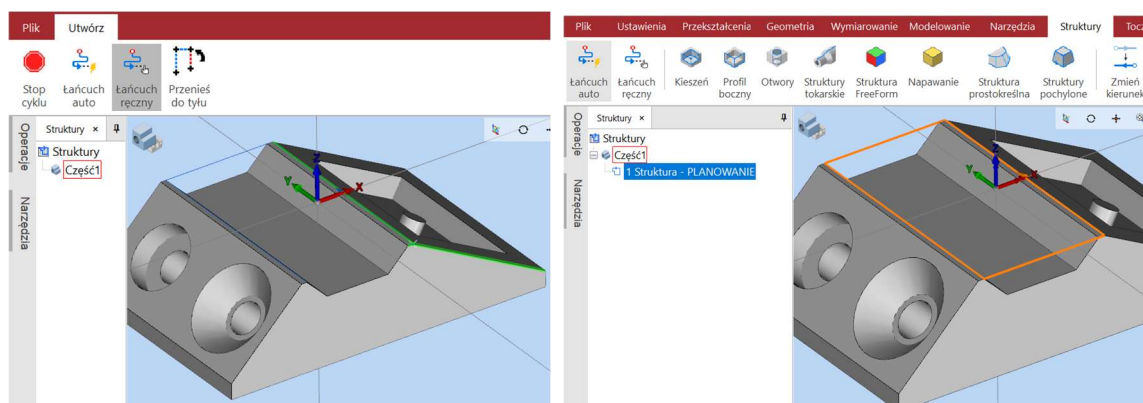 Plik Utwórz
Stop cyklu
Łańcuch auto
Łańcuch ręczny
Przenieś do tyłu
Operacje
Narzędzia
Struktury ×
Struktury
Część1
Z
Y
X
Plik Ustawienia Przekształcenia Geometria Wymiarowanie Modelowanie Narzędzia Struktury Tocz
Łańcuch auto
Łańcuch ręczny
Kieszeń
Profil boczny
Otwory
Struktury tokarskie
Struktura FreeForm
Napawanie
Struktura prostokreślna
Struktury pochylone
Zmień kierunek
Operacje
Narzędzia
Struktury ×
Struktury
Część1
1 Struktura - PLANOWANIE
Z
Y
X